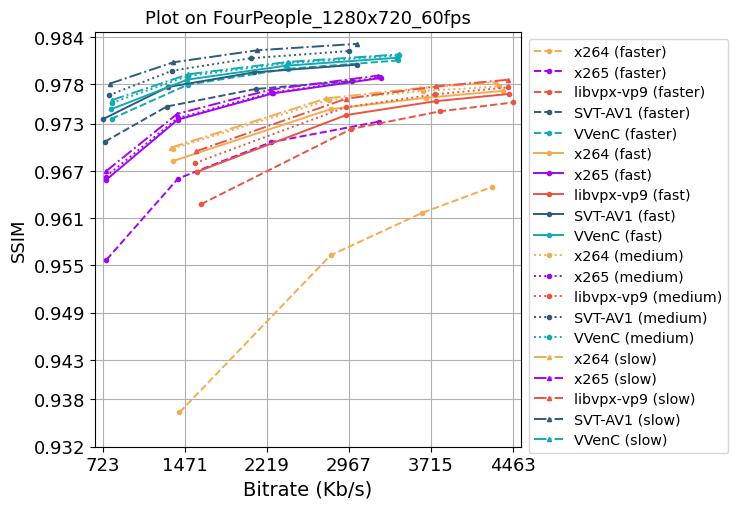 Plot on FourPeople_1280x720_60fps
0.984
0.978
0.973
0.967
0.961
0.955
0.949
0.943
0.938
0.932
SSIM
723 1471 2219 2967 3715 4463
Bitrate (Kb/s)
x264 (faster)
x265 (faster)
libvpx-vp9 (faster)
SVT-AV1 (faster)
VVenC (faster)
x264 (fast)
x265 (fast)
libvpx-vp9 (fast)
SVT-AV1 (fast)
VVenC (fast)
x264 (medium)
x265 (medium)
libvpx-vp9 (medium)
SVT-AV1 (medium)
VVenC (medium)
x264 (slow)
x265 (slow)
libvpx-vp9 (slow)
SVT-AV1 (slow)
VVenC (slow)